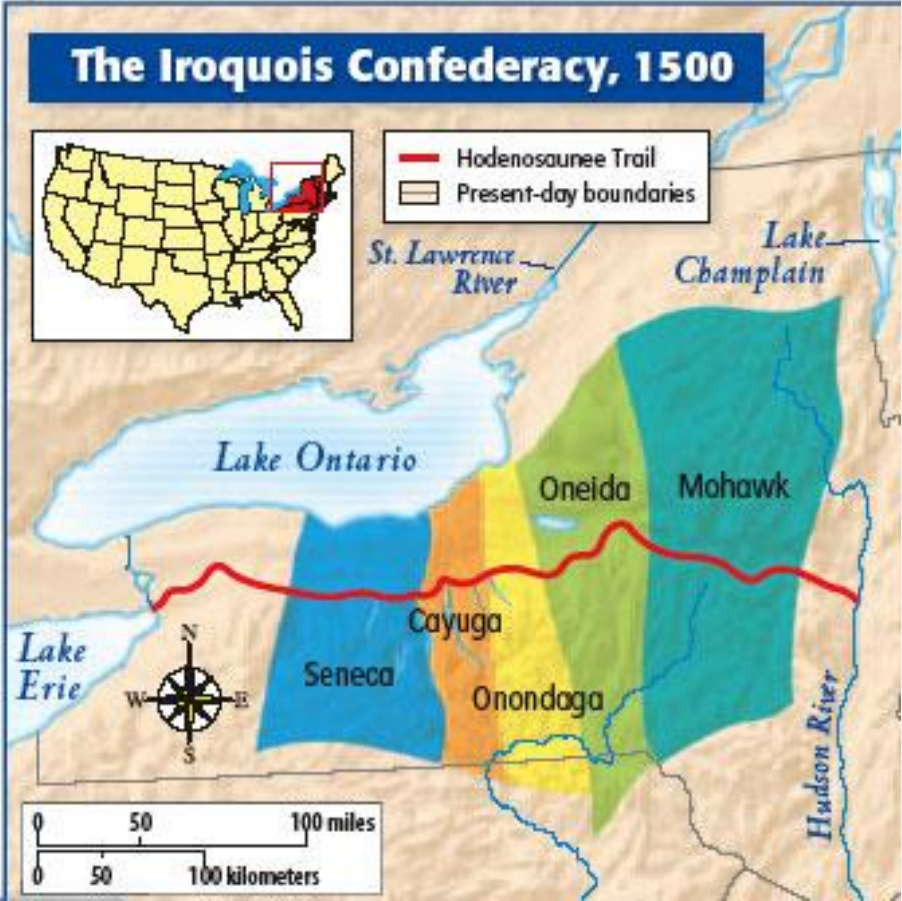 The Iroquois Confederacy, 1500
Hodenosaunee Trail
Present-day boundaries
St. Lawrence
River
Lake
Champlain
Lake Ontario
Oneida
Mohawk
Cayuga
Seneca
Onondaga
Lake
Erie
N
W
E
S
Hudson River
0 50 100 miles
0 50 100 kilometers